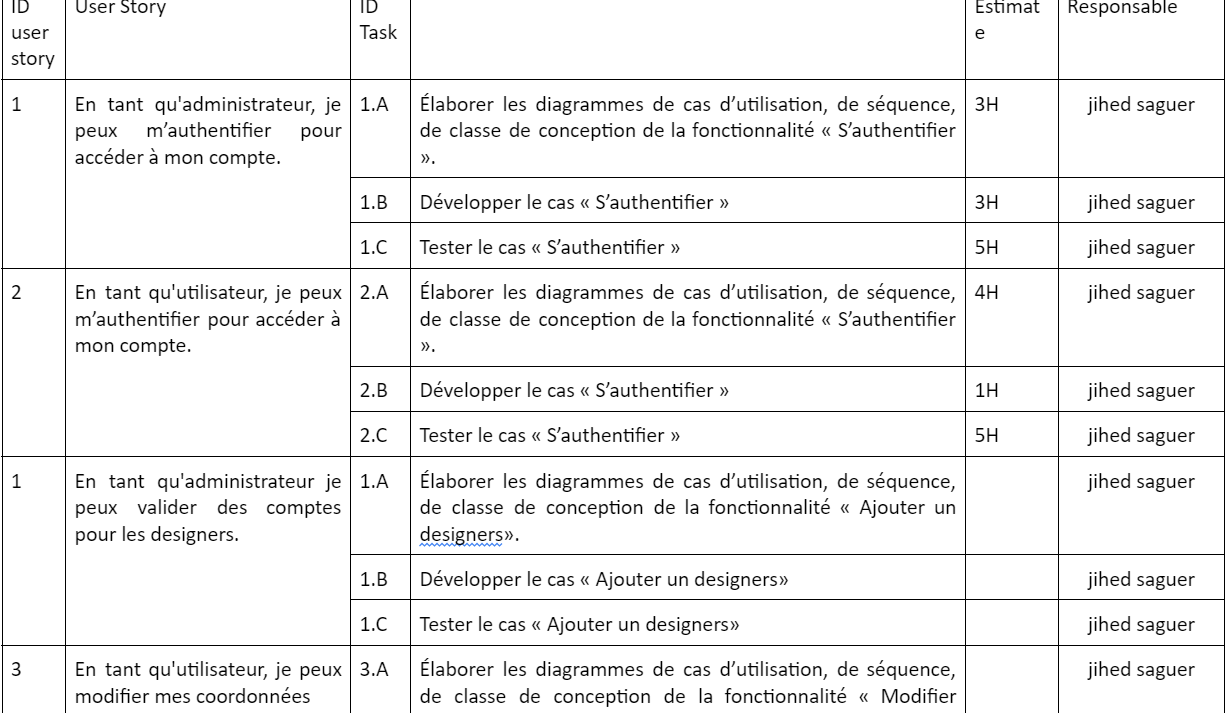 ID user story User Story ID Task Estimate Responsable
1 En tant qu'administrateur, je peux m’authentifier pour accéder à mon compte. 1.A Élaborer les diagrammes de cas d’utilisation, de séquence, de classe de conception de la fonctionnalité « S’authentifier ». 3H jihed saguer
1.B Développer le cas « S’authentifier » 3H jihed saguer
1.C Tester le cas « S’authentifier » 5H jihed saguer
2 En tant qu'utilisateur, je peux m’authentifier pour accéder à mon compte. 2.A Élaborer les diagrammes de cas d’utilisation, de séquence, de classe de conception de la fonctionnalité « S’authentifier ». 4H jihed saguer
2.B Développer le cas « S’authentifier » 1H jihed saguer
2.C Tester le cas « S’authentifier » 5H jihed saguer
1 En tant qu'administrateur je peux valider des comptes pour les designers. 1.A Élaborer les diagrammes de cas d’utilisation, de séquence, de classe de conception de la fonctionnalité « Ajouter un designers». jihed saguer
1.B Développer le cas « Ajouter un designers» jihed saguer
1.C Tester le cas « Ajouter un designers» jihed saguer
3 En tant qu'utilisateur, je peux modifier mes coordonnées 3.A Élaborer les diagrammes de cas d’utilisation, de séquence, de classe de conception de la fonctionnalité « Modifier jihed saguer